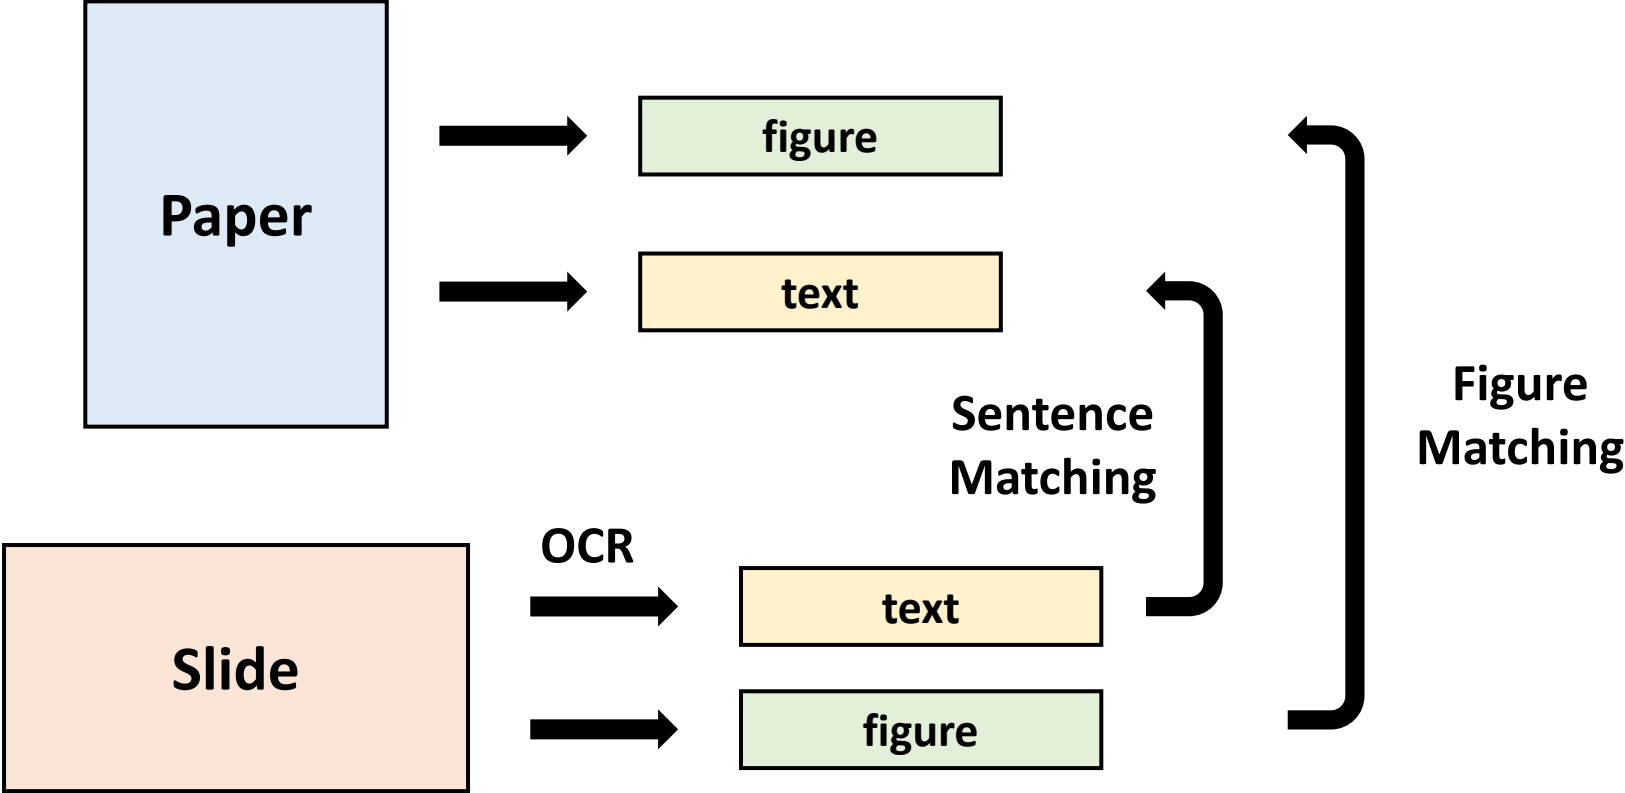 Paper
figure
text
Sentence
Matching
Figure
Matching
OCR
Slide
text
figure